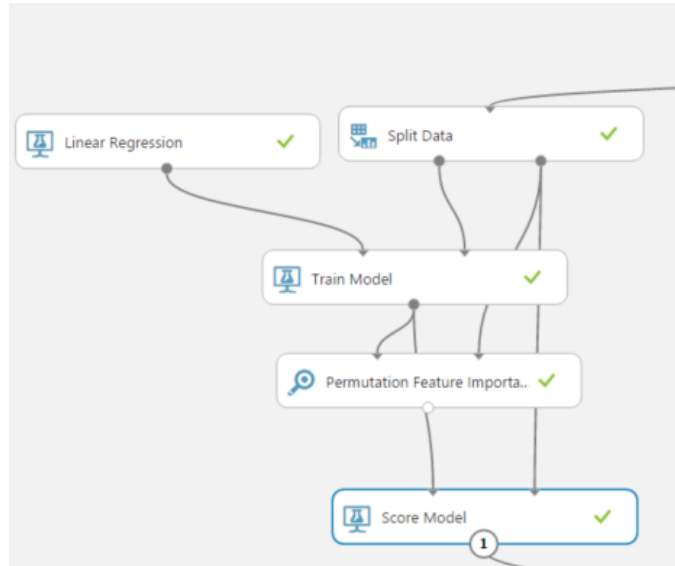 Linear Regression
Split Data
Train Model
Permutation Feature Importa...
Score Model
1